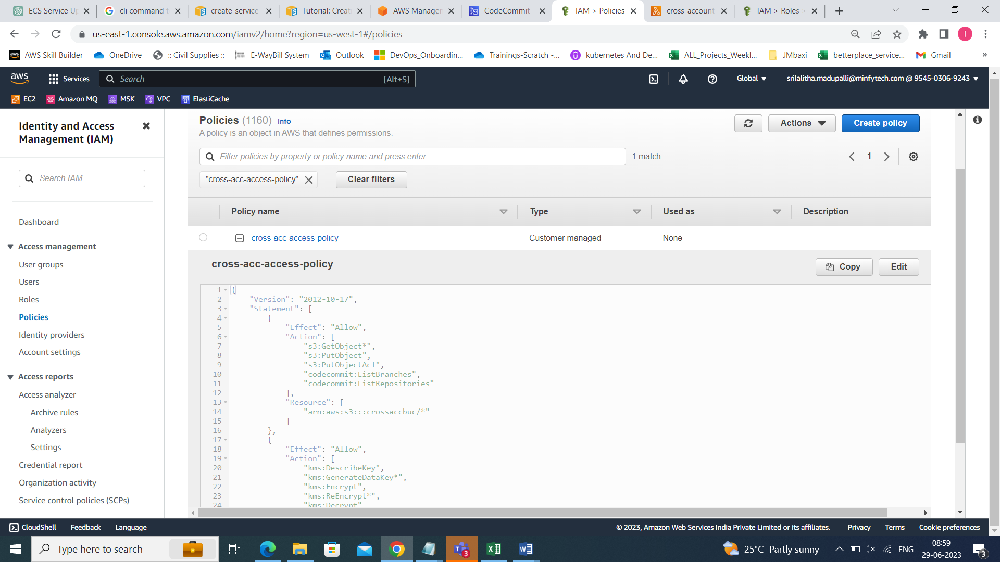 ECS Service Up
cli command t
create-service
Tutorial: Creat
AWS Manager
CodeCommit -
IAM > Policies
cross-account
IAM > Roles >
us-east-1.console.aws.amazon.com/iamv2/home?region=us-west-1#/policies
I
AWS Skill Builder
OneDrive
:: Civil Supplies ::
E-WayBill System
Outlook
DevOps_Onboardin...
Trainings-Scratch -...
kubernetes And De...
ALL_Projects_Weekl...
JMbaxi
betterplace_service...
Gmail
»
aws
Services
Search
[Alt+S]
Global
srilalitha.madupalli@minfytech.com @ 9545-0306-9243
EC2
Amazon MQ
MSK
VPC
ElastiCache
Identity and Access
Management (IAM)
Search IAM
Dashboard
Access management
User groups
Users
Roles
Policies
Identity providers
Account settings
Access reports
Access analyzer
Archive rules
Analyzers
Settings
Credential report
Organization activity
Service control policies (SCPs)
Policies (1160) Info
A policy is an object in AWS that defines permissions.
Actions
Create policy
Filter policies by property or policy name and press enter.
1 match
1
"cross-acc-access-policy"
Clear filters
Policy name
Type
Used as
Description
cross-acc-access-policy
Customer managed
None
cross-acc-access-policy
Copy
Edit
1 {
2 "Version": "2012-10-17",
3 "Statement": [
4 {
5 "Effect": "Allow",
6 "Action": [
7 "s3:GetObject*",
8 "s3:PutObject",
9 "s3:PutObjectAcl",
10 "codecommit:ListBranches",
11 "codecommit:ListRepositories"
12 ],
13 "Resource": [
14 "arn:aws:s3:::crossaccbuc/*"
15 ]
16 },
17 {
18 "Effect": "Allow",
19 "Action": [
20 "kms:DescribeKey",
21 "kms:GenerateDataKey*",
22 "kms:Encrypt",
23 "kms:ReEncrypt*",
24 "kms:Decrypt"
CloudShell
Feedback
Language
© 2023, Amazon Web Services India Private Limited or its affiliates.
Privacy
Terms
Cookie preferences
Type here to search
3
25°C Partly sunny
ENG
08:59
29-06-2023
3